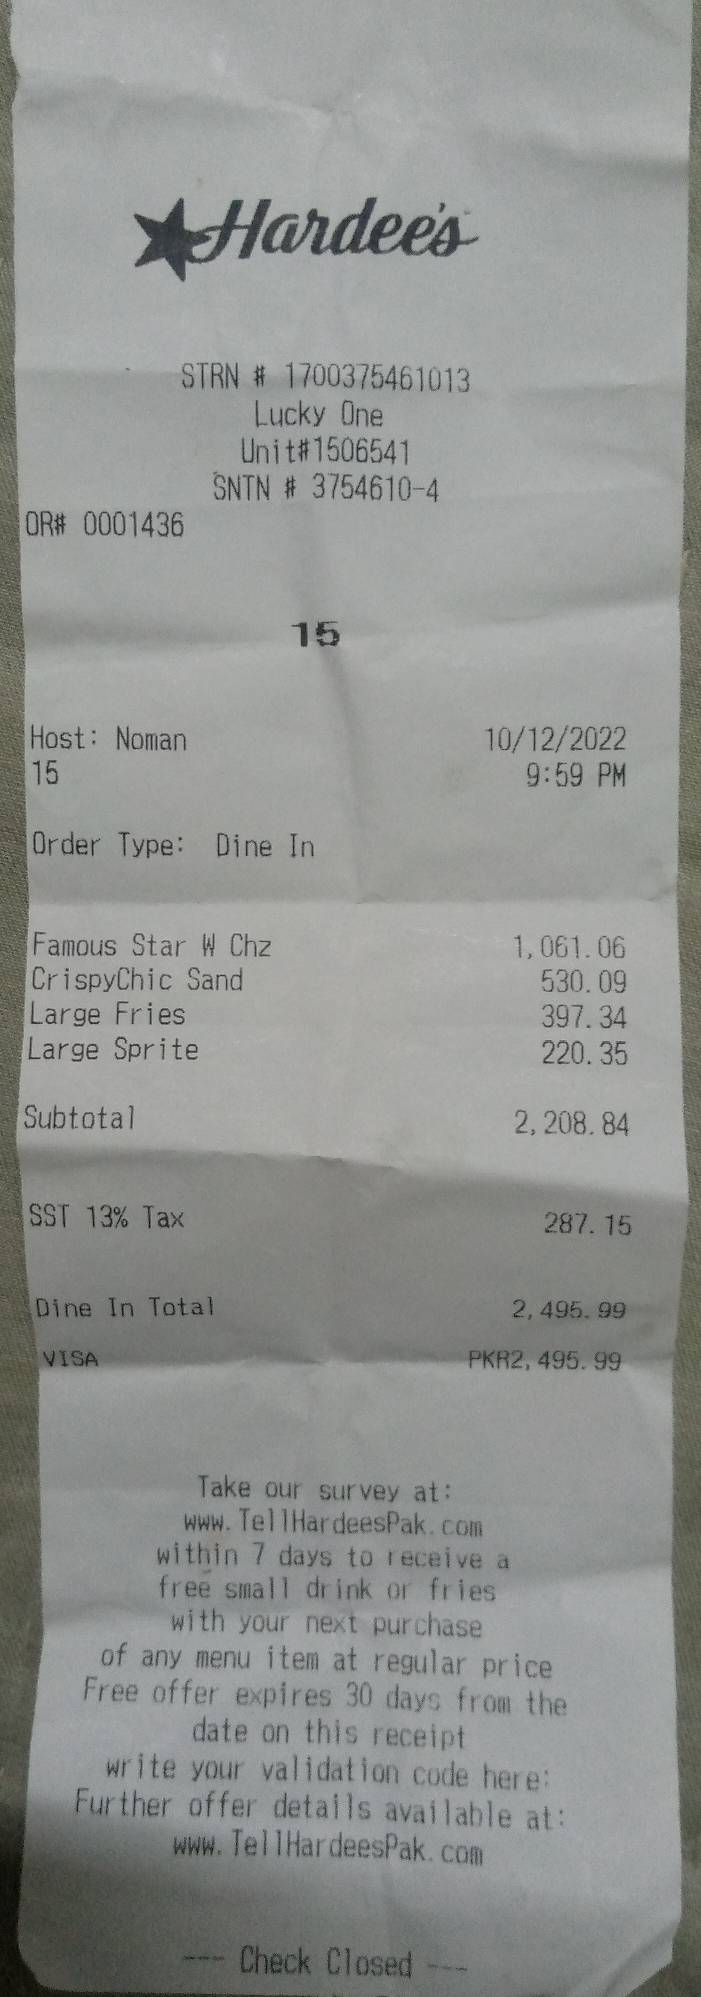 Hardee's
STRN # 1700375461013
Lucky One
Unit#1506541
SNTN # 3754610-4
OR# 0001436
15
Host: Noman 10/12/2022
15 9:59 PM
Order Type: Dine In
Famous Star W Chz 1,061.06
CrispyChic Sand 530.09
Large Fries 397.34
Large Sprite 220.35
Subtotal 2,208.84
SST 13% Tax 287.15
Dine In Total 2,495.99
VISA PKR2,495.99
Take our survey at:
www.TellHardeesPak.com
within 7 days to receive a
free small drink or fries
with your next purchase
of any menu item at regular price
Free offer expires 30 days from the
date on this receipt
write your validation code here:
Further offer details available at:
www.TellHardeesPak.com
--- Check Closed ---